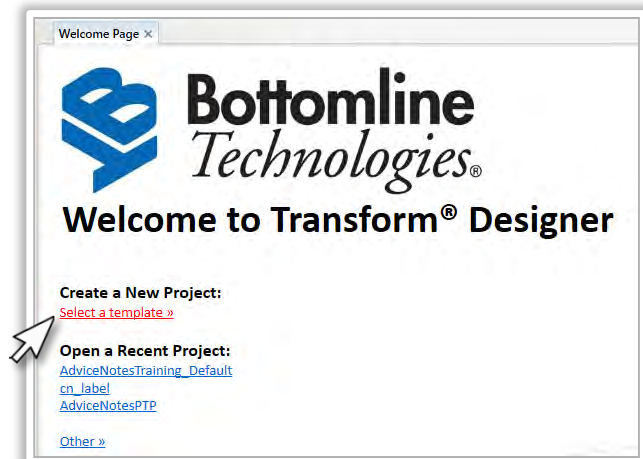 Welcome Page ×
Bottomline
Technologies®
Welcome to Transform® Designer
Create a New Project:
Select a template »
Open a Recent Project:
AdviceNotesTraining_Default
cn_label
AdviceNotesPTP
Other »